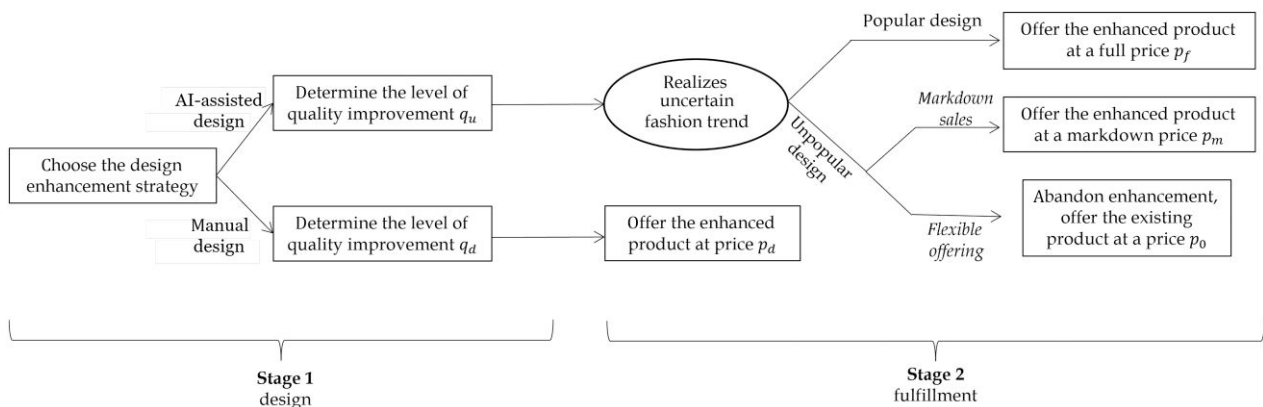 Choose the design
enhancement strategy
AI-assisted
design
Manual
design
Determine the level of
quality improvement q_u
Determine the level of
quality improvement q_d
Offer the enhanced
product at price p_d
Realizes
uncertain
fashion trend
Popular design
Unpopular
design
Markdown
sales
Flexible
offering
Offer the enhanced product
at a full price p_f
Offer the enhanced product
at a markdown price p_m
Abandon enhancement,
offer the existing
product at a price p_0
Stage 1
design
Stage 2
fulfillment